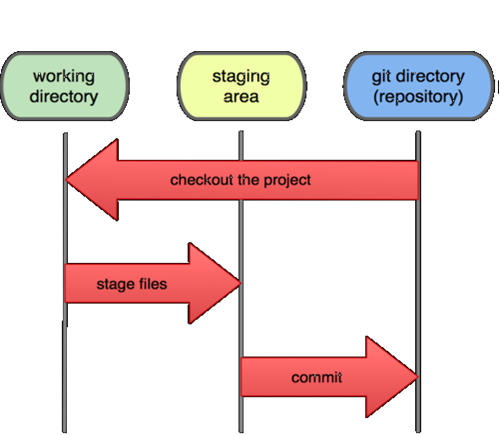 working
directory
staging
area
git directory
(repository)
checkout the project
stage files
commit